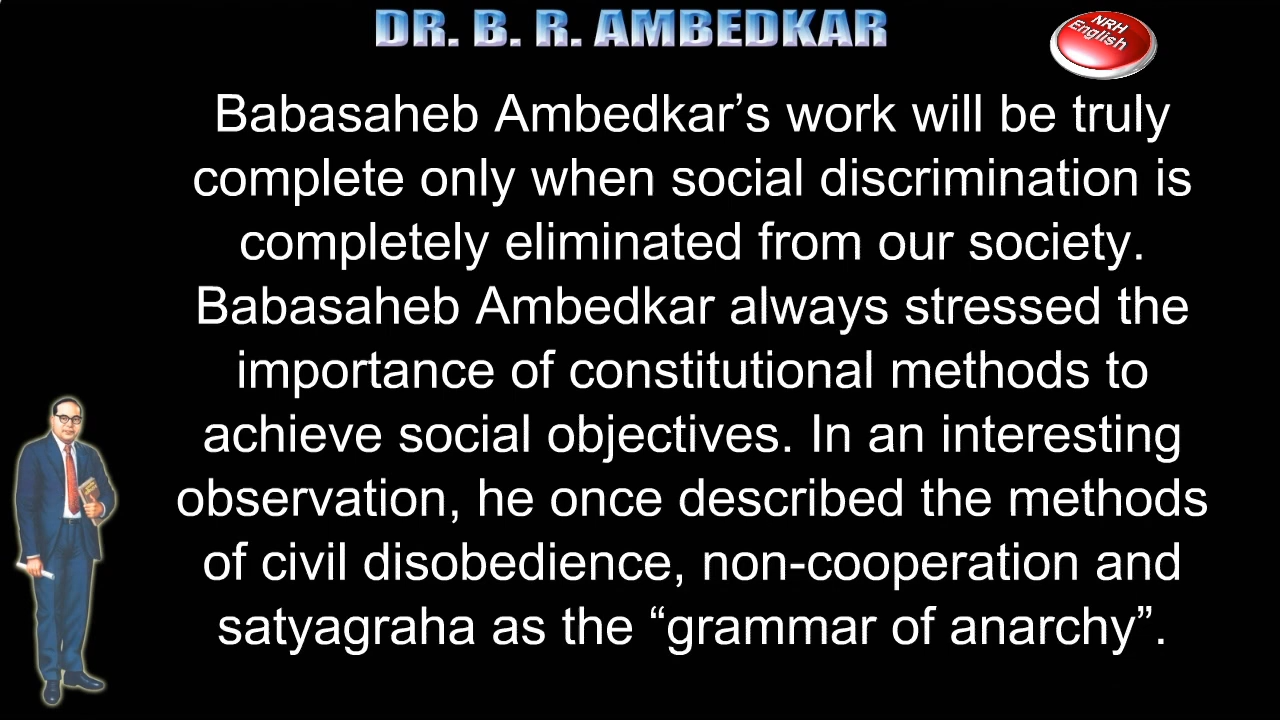 DR. B. R. AMBEDKAR
NRH
English
Babasaheb Ambedkar’s work will be truly
complete only when social discrimination is
completely eliminated from our society.
Babasaheb Ambedkar always stressed the
importance of constitutional methods to
achieve social objectives. In an interesting
observation, he once described the methods
of civil disobedience, non-cooperation and
satyagraha as the “grammar of anarchy”.